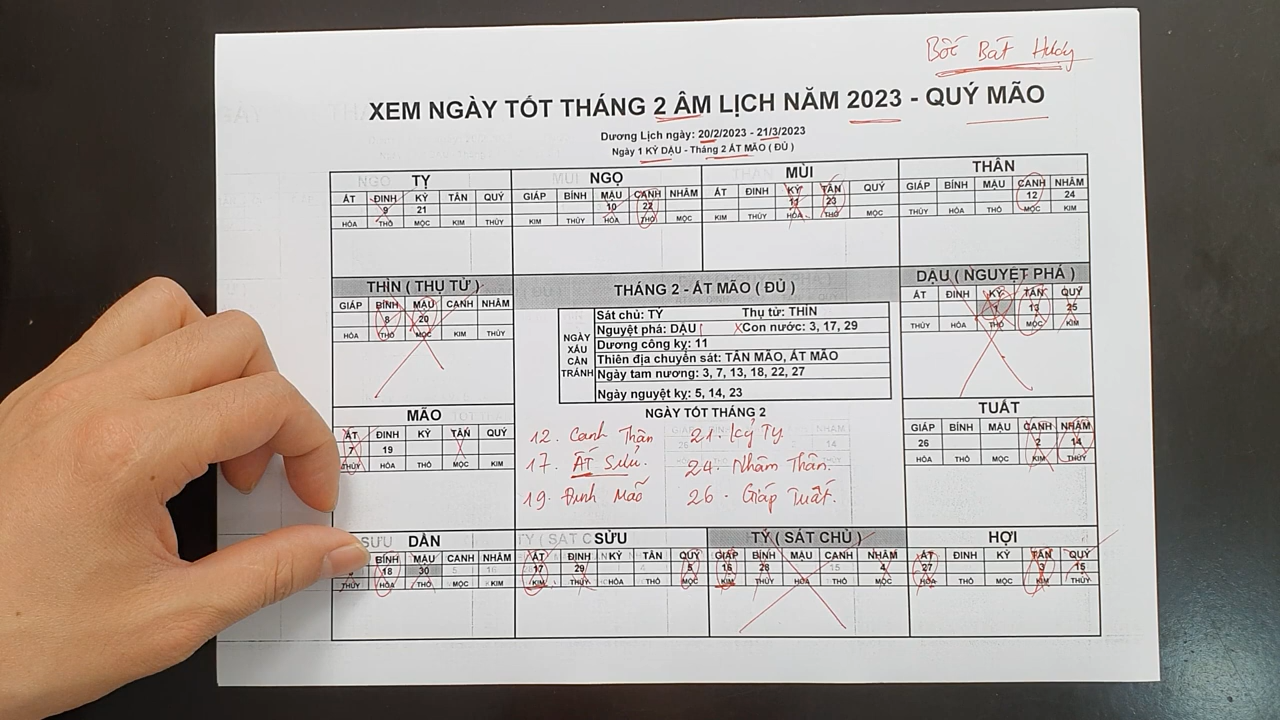 Bốc Bát Huly
XEM NGÀY TỐT THÁNG 2 ÂM LỊCH NĂM 2023 - QUÝ MÃO
Dương Lịch ngày: 20/2/2023 - 21/3/2023
Ngày 1 KỶ DẬU - Tháng 2 ẤT MÃO ( ĐỦ )
TỴ
ẤT ĐINH KỶ TÂN QUÝ
9 21
HỎA THỔ MỘC KIM THỦY
NGỌ
GIÁP BÍNH MẬU CANH NHÂM
10 22
KIM THỦY HỎA THỔ MỘC
MÙI
ẤT ĐINH KỶ TÂN QUÝ
11 23
KIM THỦY HỎA THỔ MỘC
THÂN
GIÁP BÍNH MẬU CANH NHÂM
12 24
THỦY HỎA THỔ MỘC KIM
THÌN ( THỤ TỬ )
GIÁP BÍNH MẬU CANH NHÂM
8 20
HỎA THỔ MỘC KIM THỦY
THÁNG 2 - ẤT MÃO ( ĐỦ )
NGÀY XẤU CẦN TRÁNH
Sát chủ: TÝ Thụ tử: THÌN
Nguyệt phá: DẬU Con nước: 3, 17, 29
Dương công kỵ: 11
Thiên địa chuyển sát: TÂN MÃO, ẤT MÃO
Ngày tam nương: 3, 7, 13, 18, 22, 27
Ngày nguyệt kỵ: 5, 14, 23
DẬU ( NGUYỆT PHÁ )
ẤT ĐINH KỶ TÂN QUÝ
1 13 25
THỦY HỎA THỔ MỘC KIM
MÃO
ẤT ĐINH KỶ TÂN QUÝ
7 19
THỦY HỎA THỔ MỘC KIM
NGÀY TỐT THÁNG 2
12. Canh Thân 21. Kỷ Tỵ
17. Ất Sửu. 24. Nhâm Thân.
19. Đinh Mão 26. Giáp Tuất.
TUẤT
GIÁP BÍNH MẬU CANH NHÂM
26 2 14
HỎA THỔ MỘC KIM THỦY
DẦN
BÍNH MẬU CANH NHÂM
18 30
THỦY HỎA THỔ MỘC KIM
SỬU
ẤT ĐINH KỶ TÂN QUÝ
17 29 5
KIM THỦY HỎA THỔ MỘC
TÝ ( SÁT CHỦ )
GIÁP BÍNH MẬU CANH NHÂM
16 28 4
KIM THỦY HỎA THỔ MỘC
HỢI
ẤT ĐINH KỶ TÂN QUÝ
27 3 15
HỎA THỔ MỘC KIM THỦY